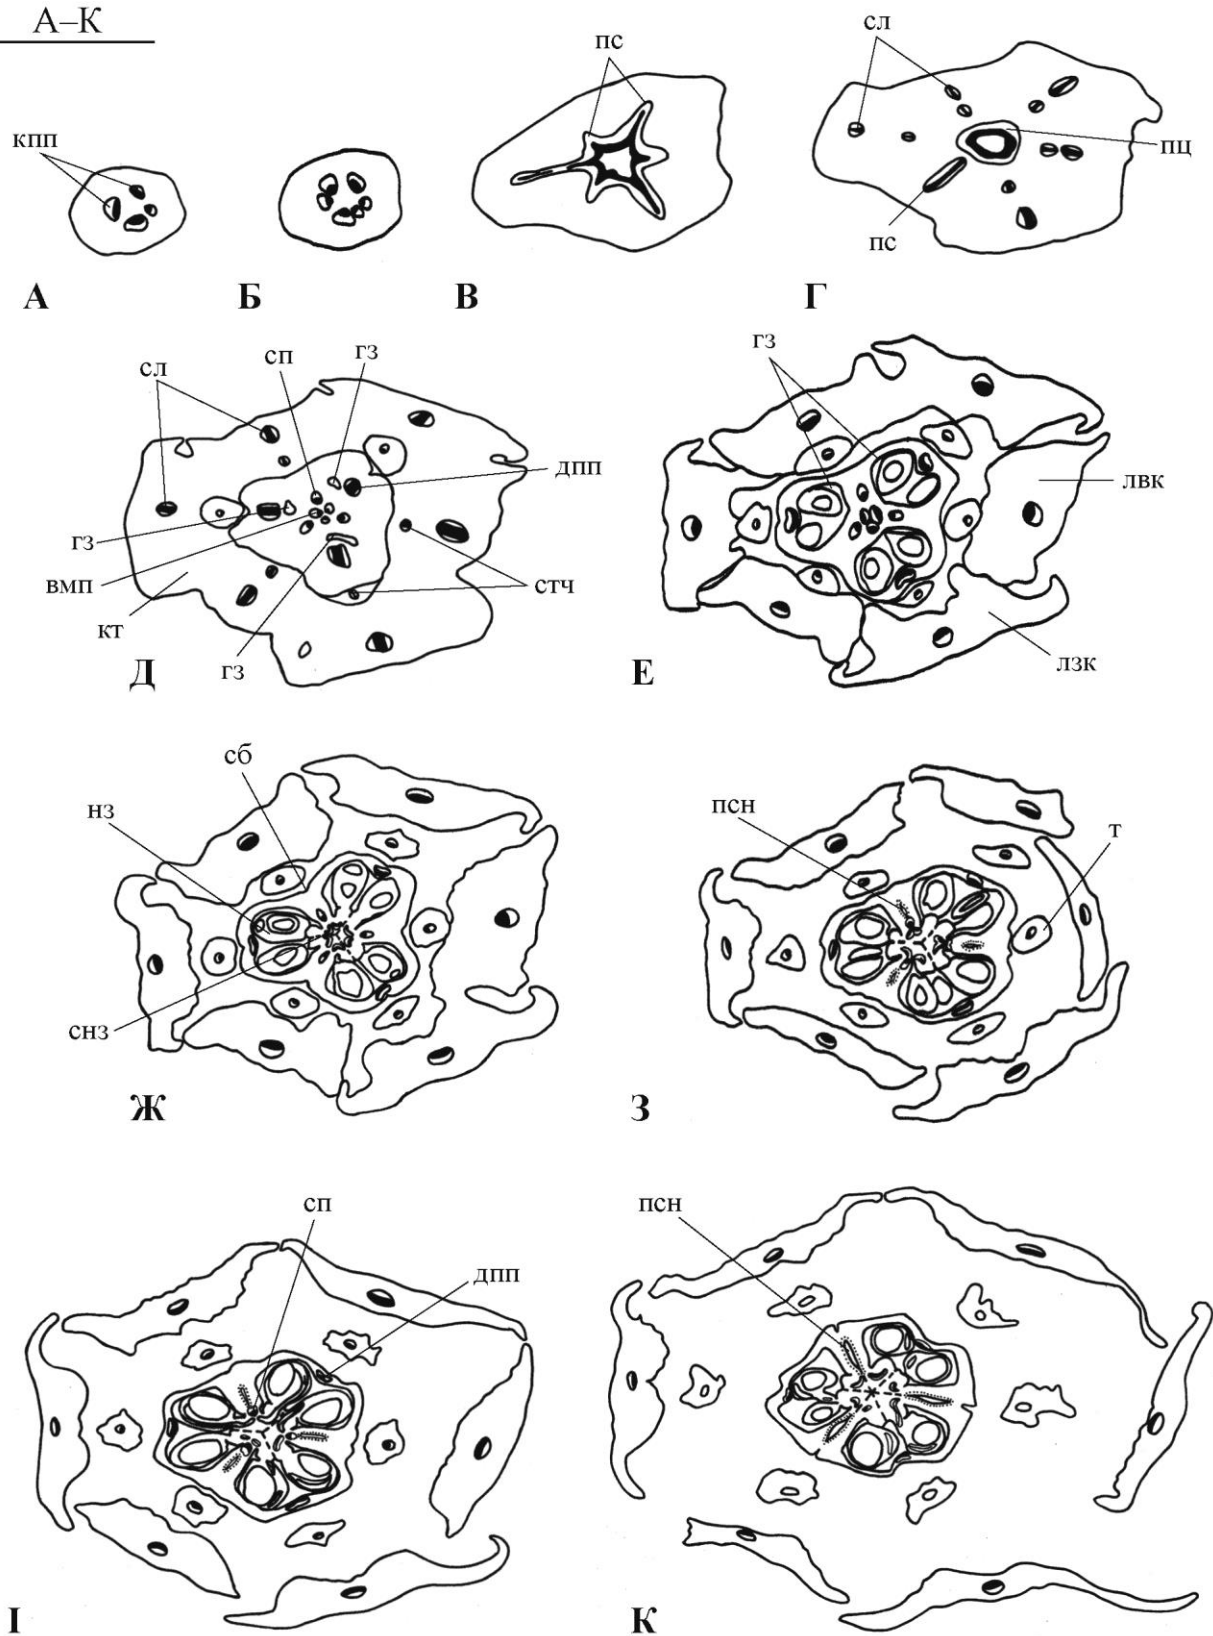 А–К
кпп
пс
сл
пц
пс
А
Б
В
Г
сл
сп
гз
дпп
гз
вмп
кт
стч
гз
Д
гз
лвк
лзк
Е
сб
нз
снз
Ж
псн
т
З
сп
дпп
І
псн
К